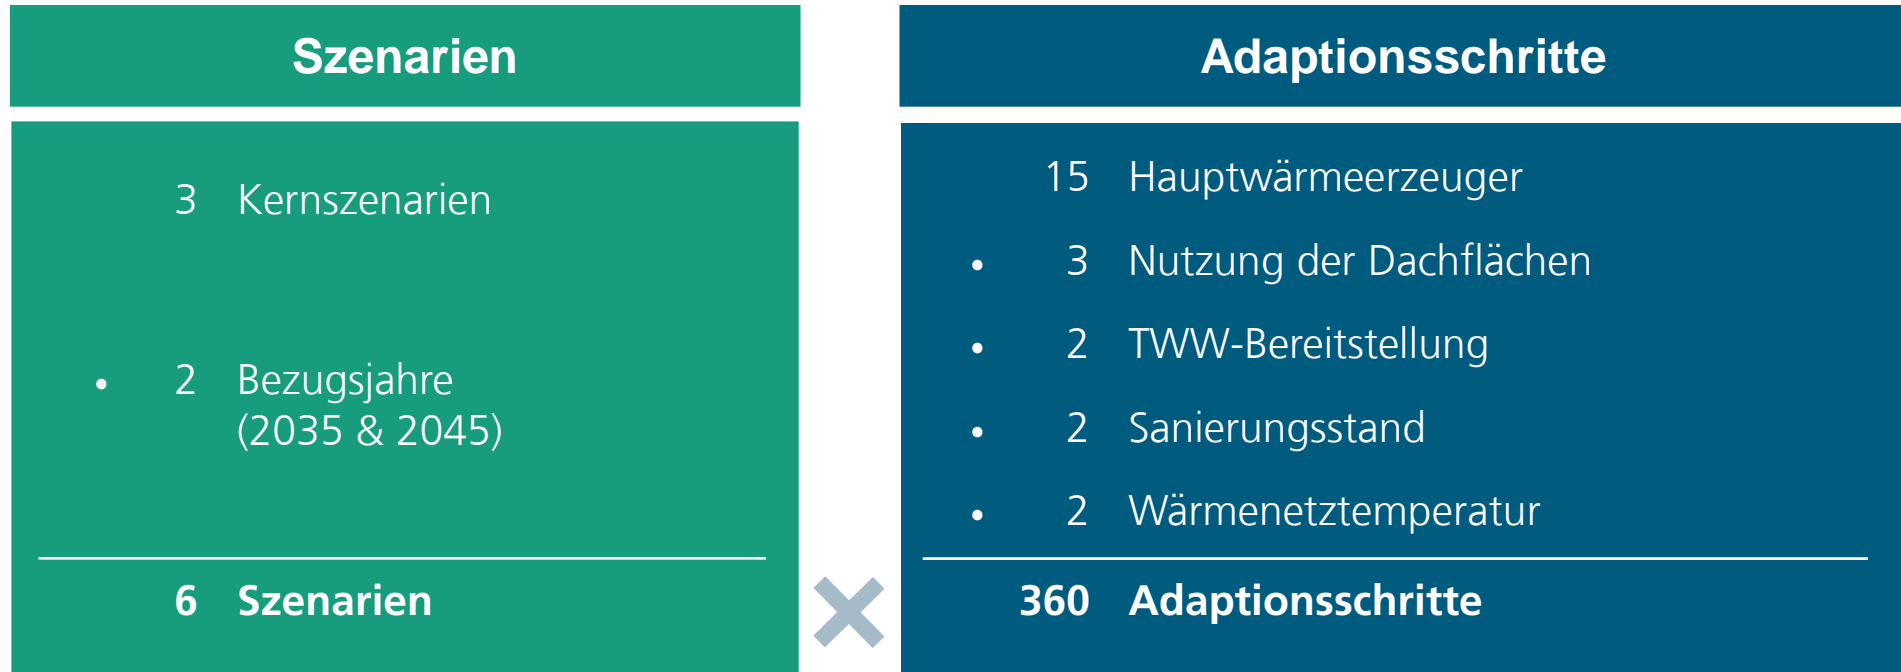 Szenarien
3 Kernszenarien
• 2 Bezugsjahre
(2035 & 2045)
6 Szenarien
×
Adaptionsschritte
15 Hauptwärmeerzeuger
• 3 Nutzung der Dachflächen
• 2 TWW-Bereitstellung
• 2 Sanierungsstand
• 2 Wärmenetztemperatur
360 Adaptionsschritte